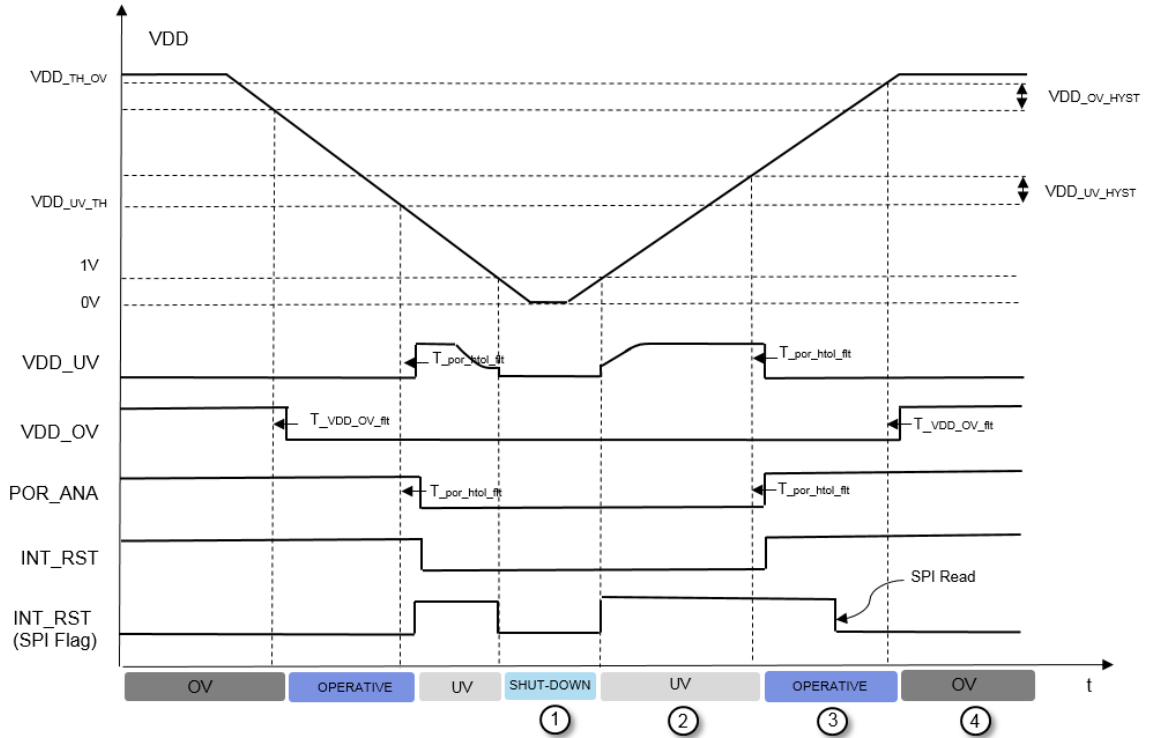 VDD
VDD_TH_OV
VDD_OV_HYST
VDD_UV_TH
VDD_UV_HYST
1V
0V
VDD_UV
T_por_htol_flt
T_por_htol_flt
VDD_OV
T_VDD_OV_flt
T_VDD_OV_flt
POR_ANA
T_por_htol_flt
T_por_htol_flt
INT_RST
SPI Read
INT_RST
(SPI Flag)
OV
OPERATIVE
UV
SHUT-DOWN
UV
OPERATIVE
OV
t
1
2
3
4